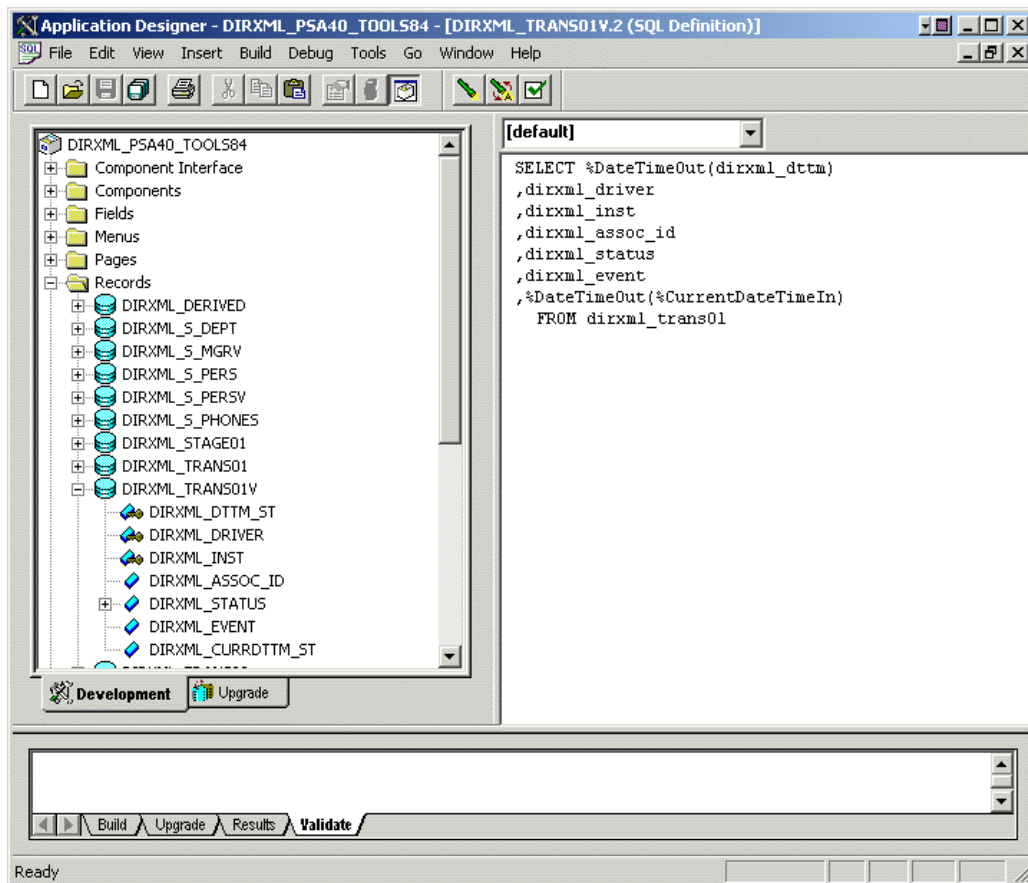 Application Designer - DIRXML_PSA40_TOOLS84 - [DIRXML_TRANS01V.2 (SQL Definition)]
SQL File Edit View Insert Build Debug Tools Go Window Help
DIRXML_PSA40_TOOLS84
Component Interface
Components
Fields
Menus
Pages
Records
DIRXML_DERIVED
DIRXML_S_DEPT
DIRXML_S_MGRV
DIRXML_S_PERS
DIRXML_S_PERSV
DIRXML_S_PHONES
DIRXML_STAGE01
DIRXML_TRANS01
DIRXML_TRANS01V
DIRXML_DTTM_ST
DIRXML_DRIVER
DIRXML_INST
DIRXML_ASSOC_ID
DIRXML_STATUS
DIRXML_EVENT
DIRXML_CURRDTTM_ST
Development Upgrade
[default]
SELECT %DateTimeOut(dirxml_dttm)
,dirxml_driver
,dirxml_inst
,dirxml_assoc_id
,dirxml_status
,dirxml_event
,%DateTimeOut(%CurrentDateTimeIn)
FROM dirxml_trans01
Build Upgrade Results Validate
Ready